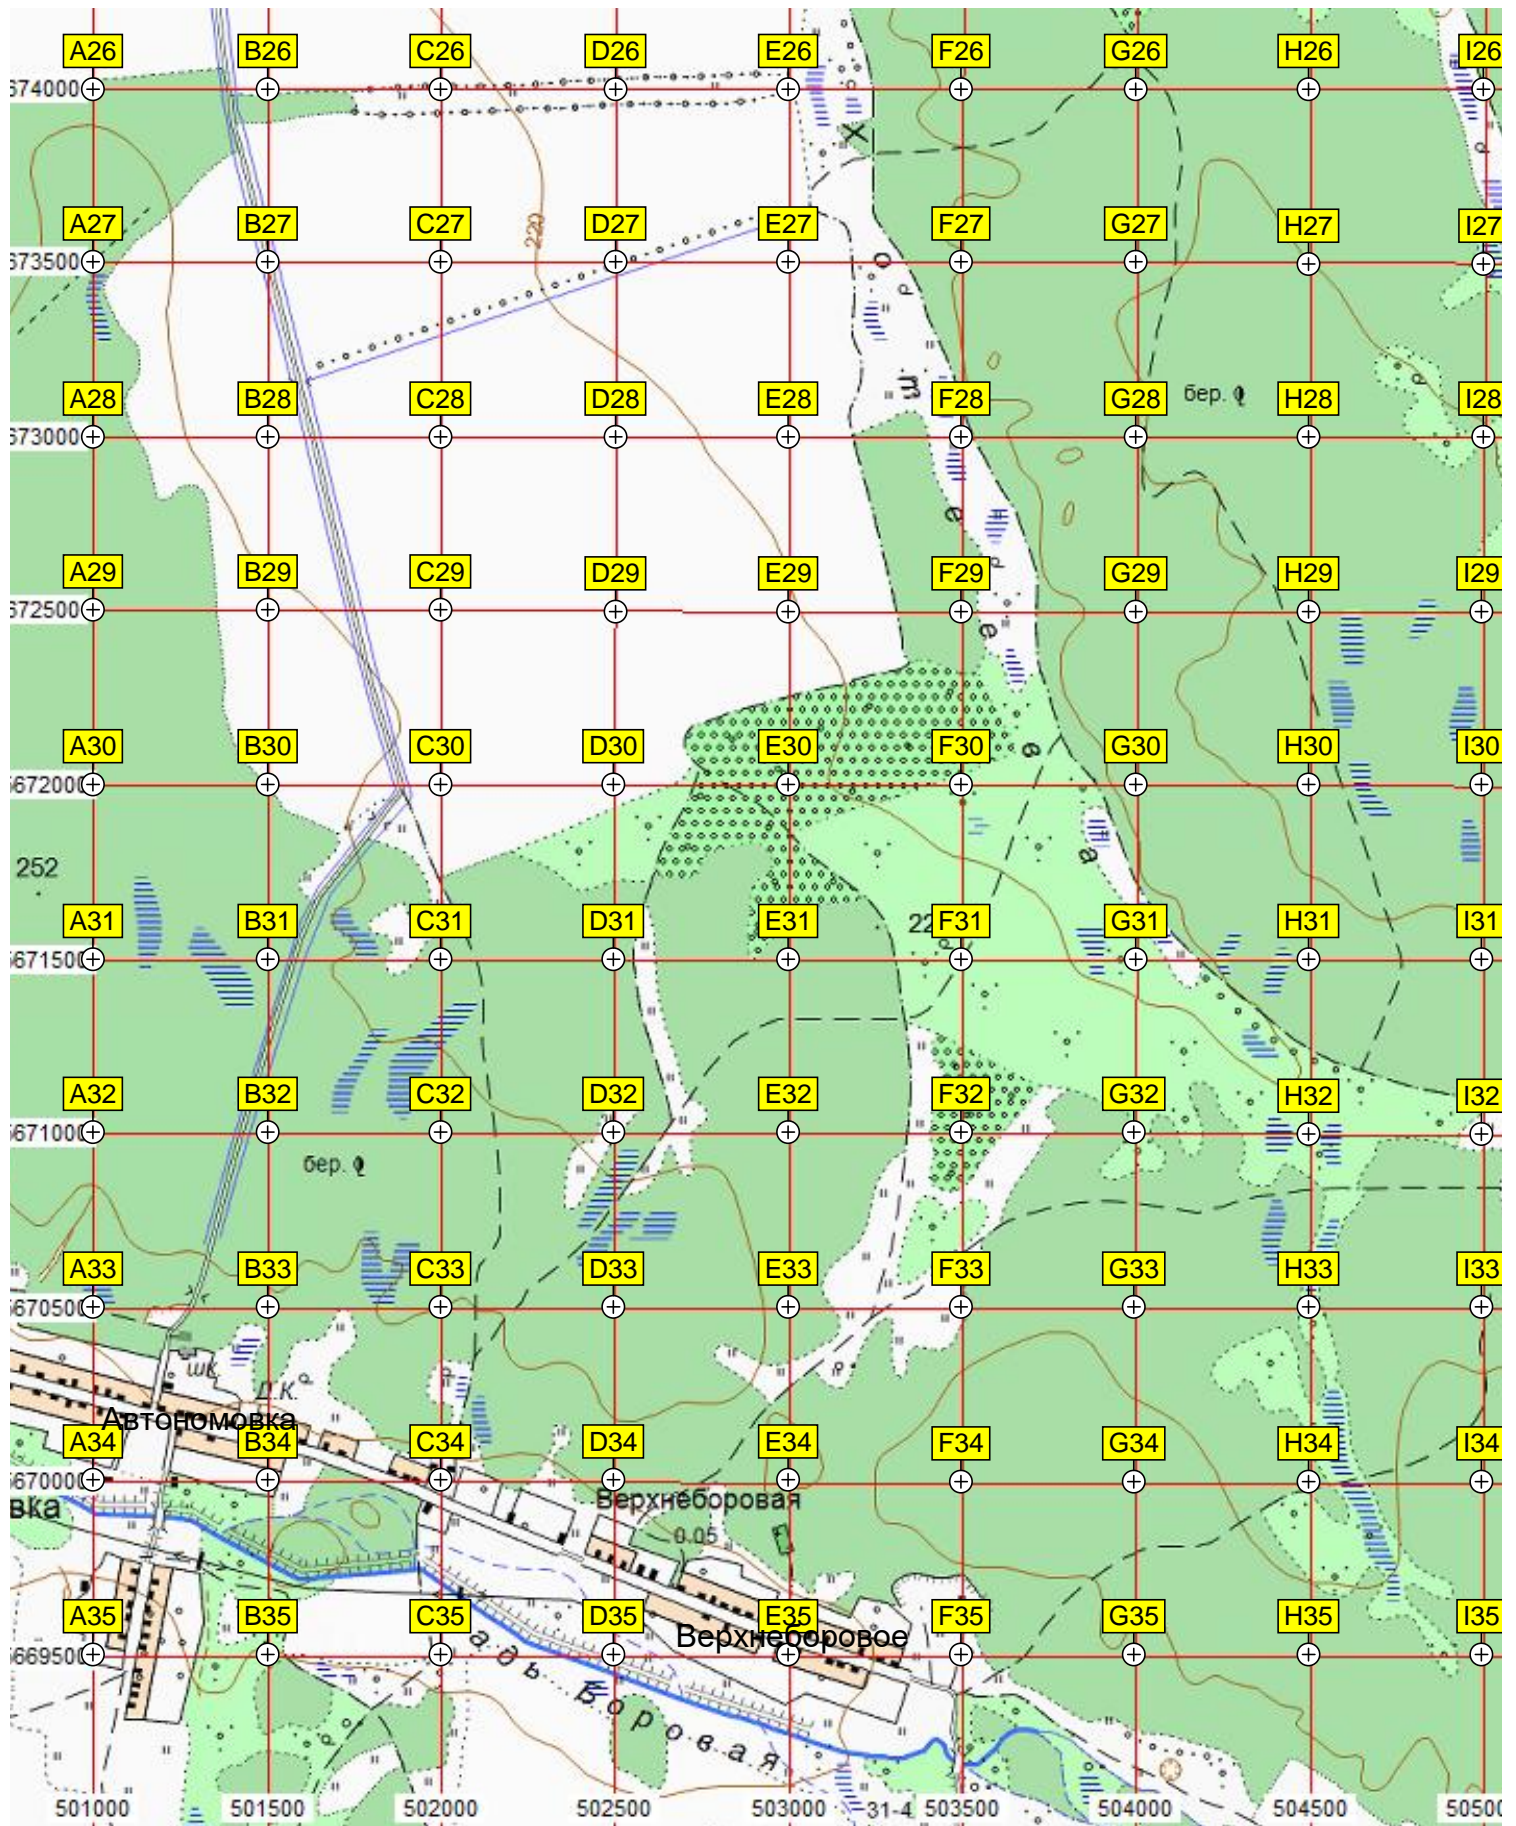 A26 B26 C26 D26 E26 F26 G26 H26 I26
674000
Х
A27 B27 C27 D27 E27 F27 G27 H27 I27
220
673500
о
р
т
A28 B28 C28 D28 E28 F28 G28 H28 I28
бер.
673000
е
A29 B29 C29 D29 E29 F29 G29 H29 I29
672500
е
е
A30 B30 C30 D30 E30 F30 G30 H30 I30
672000
г
252
а
A31 B31 C31 D31 E31 F31 G31 H31 I31
22
671500
A32 B32 C32 D32 E32 F32 G32 H32 I32
671000
бер.
A33 B33 C33 D33 E33 F33 G33 H33 I33
670500
шк.
Д.К.
Автономовка
A34 B34 C34 D34 E34 F34 G34 H34 I34
670000
вка
Верхнеборовая
0.05
A35 B35 C35 D35 E35 F35 G35 H35 I35
Верхнеборовое
669500
адь Боровая
501000 501500 502000 502500 503000 31-4 503500 504000 504500 50500